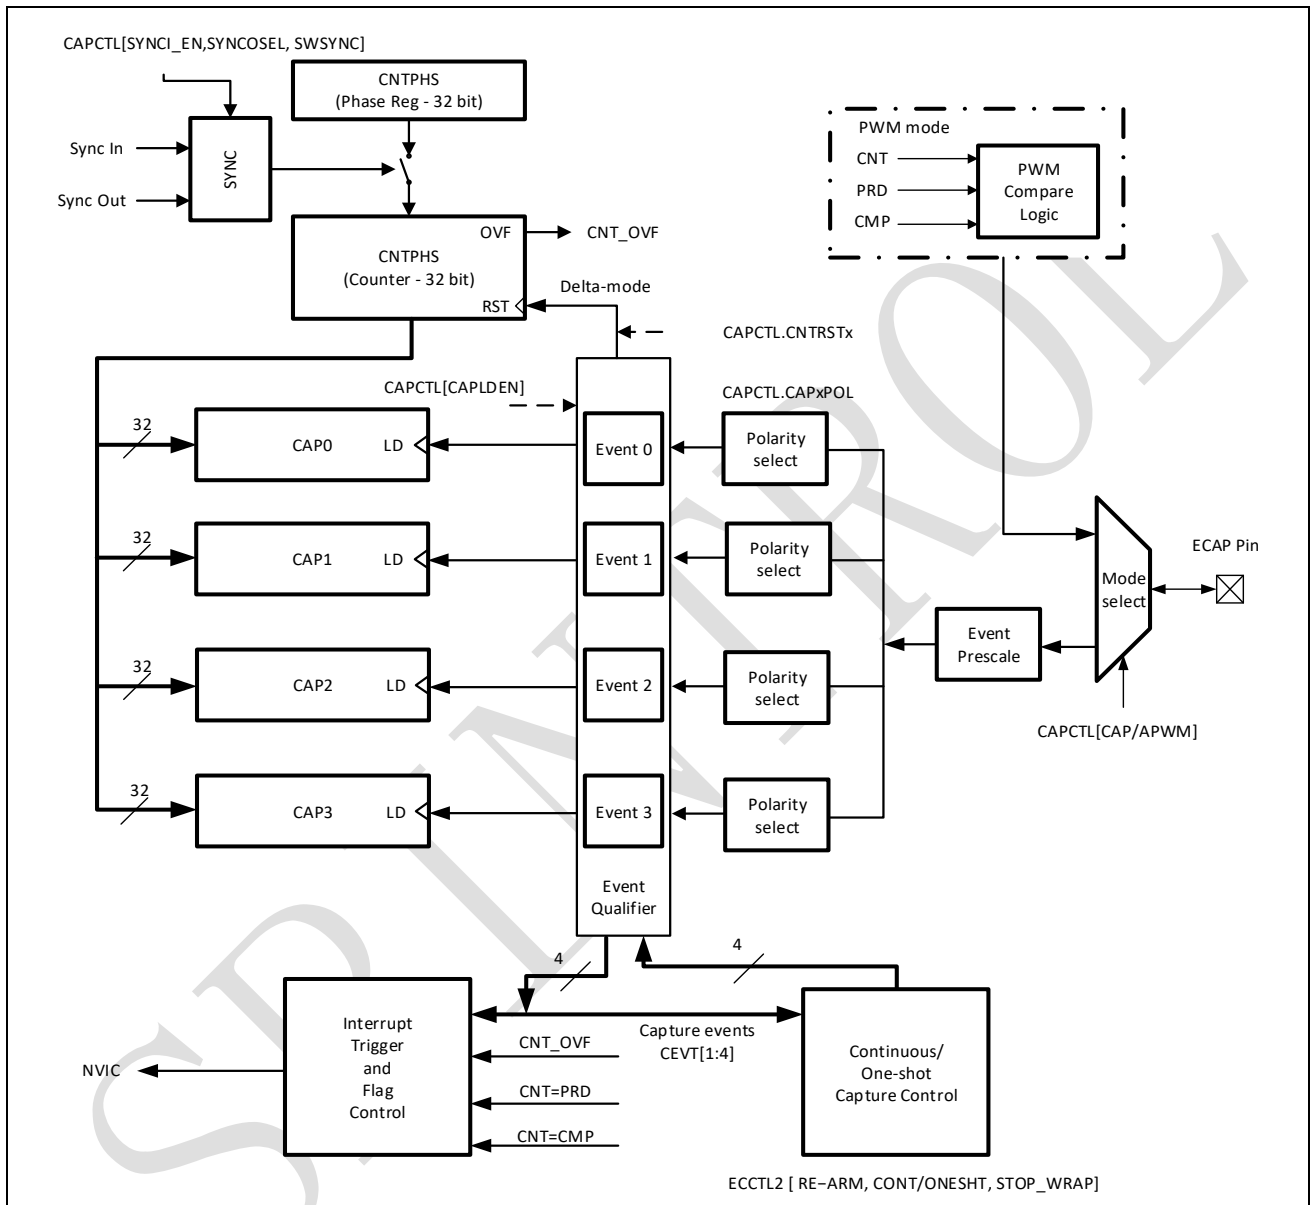 CAPCTL[SYNCI_EN,SYNCOSEL, SWSYNC]
CNTPHS
(Phase Reg - 32 bit)
Sync In
Sync Out
SYNC
PWM mode
CNT
PRD
CMP
PWM
Compare
Logic
OVF
CNT_OVF
CNTPHS
(Counter - 32 bit)
RST
Delta-mode
CAPCTL.CNTRSTx
CAPCTL[CAPLDEN]
CAPCTL.CAPxPOL
32
CAP0
LD
Event 0
Polarity
select
32
CAP1
LD
Event 1
Polarity
select
ECAP Pin
Mode
select
Event
Prescale
32
CAP2
LD
Event 2
Polarity
select
CAPCTL[CAP/APWM]
32
CAP3
LD
Event 3
Polarity
select
Event
Qualifier
4
4
Interrupt
Trigger
and
Flag
Control
NVIC
Capture events
CEVT[1:4]
CNT_OVF
CNT=PRD
CNT=CMP
Continuous/
One-shot
Capture Control
ECCTL2 [ RE−ARM, CONT/ONESHT, STOP_WRAP]
SPINTROL